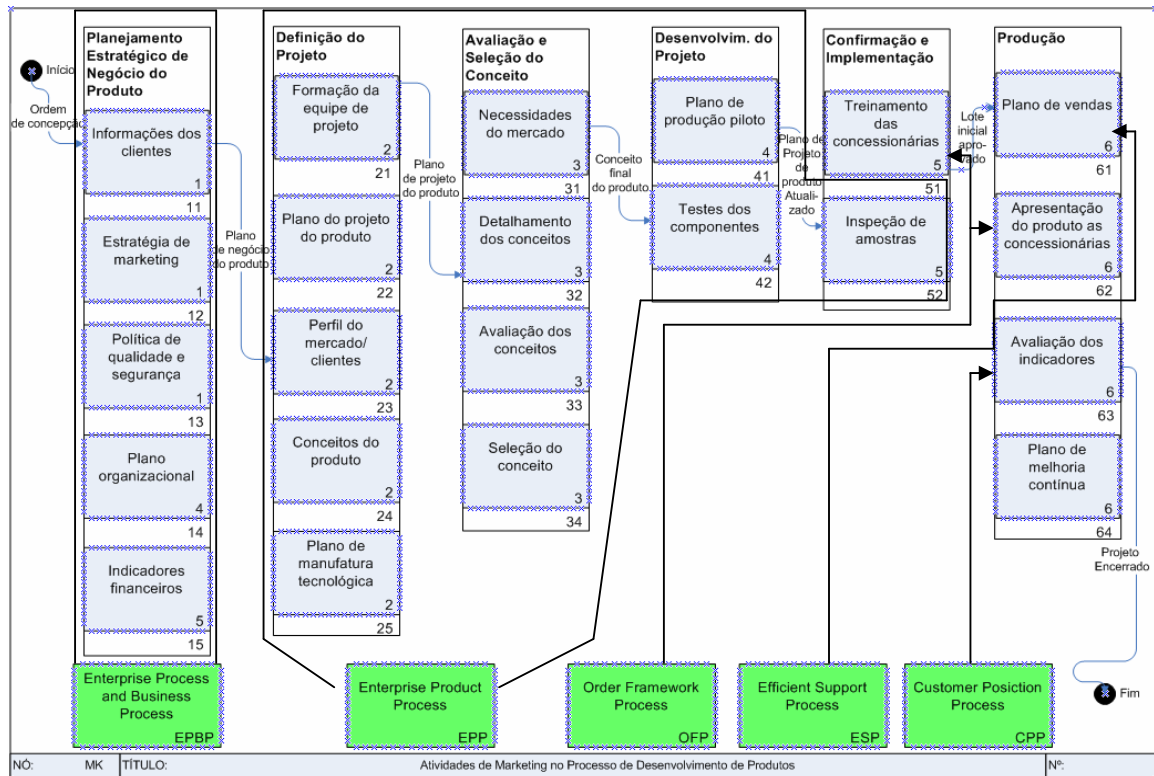 Início
Ordem
de concepção
Planejamento
Estratégico de
Negócio do
Produto
Informações dos
clientes
1
11
Estratégia de
marketing
1
12
Política de
qualidade e
segurança
1
13
Plano
organizacional
4
14
Indicadores
financeiros
5
15
Plano
de negócio
do produto
Definição do
Projeto
Formação da
equipe de
projeto
2
21
Plano do projeto
do produto
2
22
Perfil do
mercado/
clientes
2
23
Conceitos do
produto
2
24
Plano de
manufatura
tecnológica
2
25
Plano
de projeto
do produto
Avaliação e
Seleção do
Conceito
Necessidades
do mercado
3
31
Detalhamento
dos conceitos
3
32
Avaliação dos
conceitos
3
33
Seleção do
conceito
3
34
Conceito
final
do produto
Desenvolvim. do
Projeto
Plano de
produção piloto
4
41
Testes dos
componentes
4
42
Plano de
Projeto
de
produto
Atuali-
zado
Confirmação e
Implementação
Treinamento
das
concessionárias
5
51
Inspeção de
amostras
5
52
Lote
inicial
apro-
vado
Produção
Plano de vendas
6
61
Apresentação
do produto as
concessionárias
6
62
Avaliação dos
indicadores
6
63
Plano de
melhoria
contínua
6
64
Projeto
Encerrado
Fim
Enterprise Process
and Business
Process
EPBP
Enterprise Product
Process
EPP
Order Framework
Process
OFP
Efficient Support
Process
ESP
Customer Posiction
Process
CPP
NÓ: MK TÍTULO: Atividades de Marketing no Processo de Desenvolvimento de Produtos Nº: